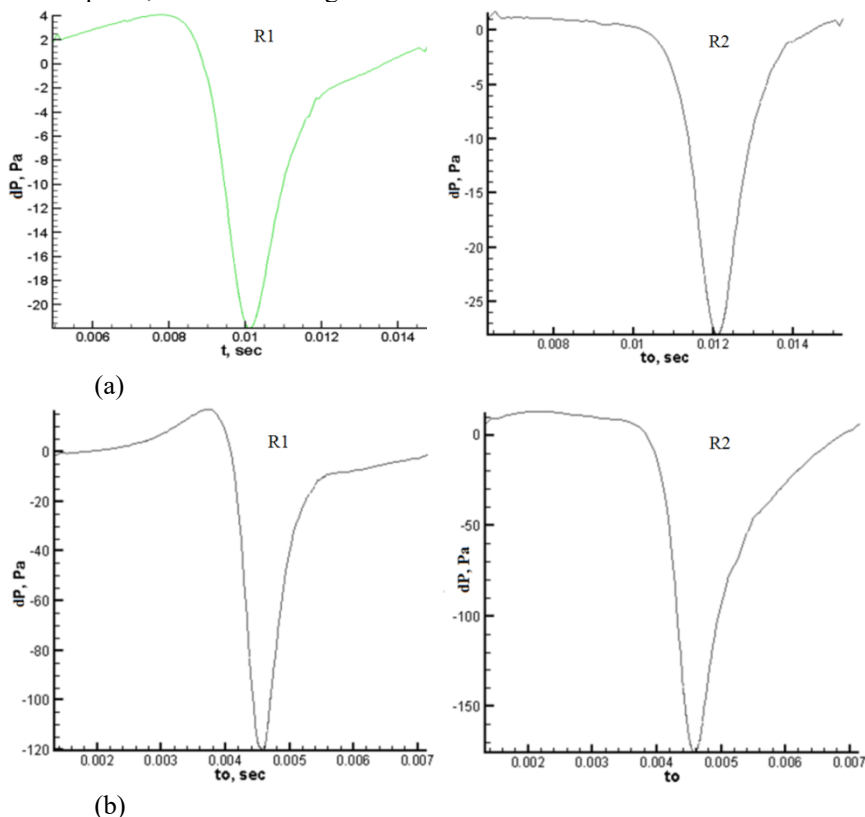 R1
4
2
0
-2
-4
-6
-8
-10
-12
-14
-16
-18
-20
dP, Pa
0.006 0.008 0.01 0.012 0.014
t, sec
R2
0
-5
-10
-15
-20
-25
dP, Pa
0.008 0.01 0.012 0.014
to, sec
(a)
R1
0
-20
-40
-60
-80
-100
-120
dP, Pa
0.002 0.003 0.004 0.005 0.006 0.007
to, sec
R2
0
-50
-100
-150
dP, Pa
0.002 0.003 0.004 0.005 0.006 0.007
to
(b)